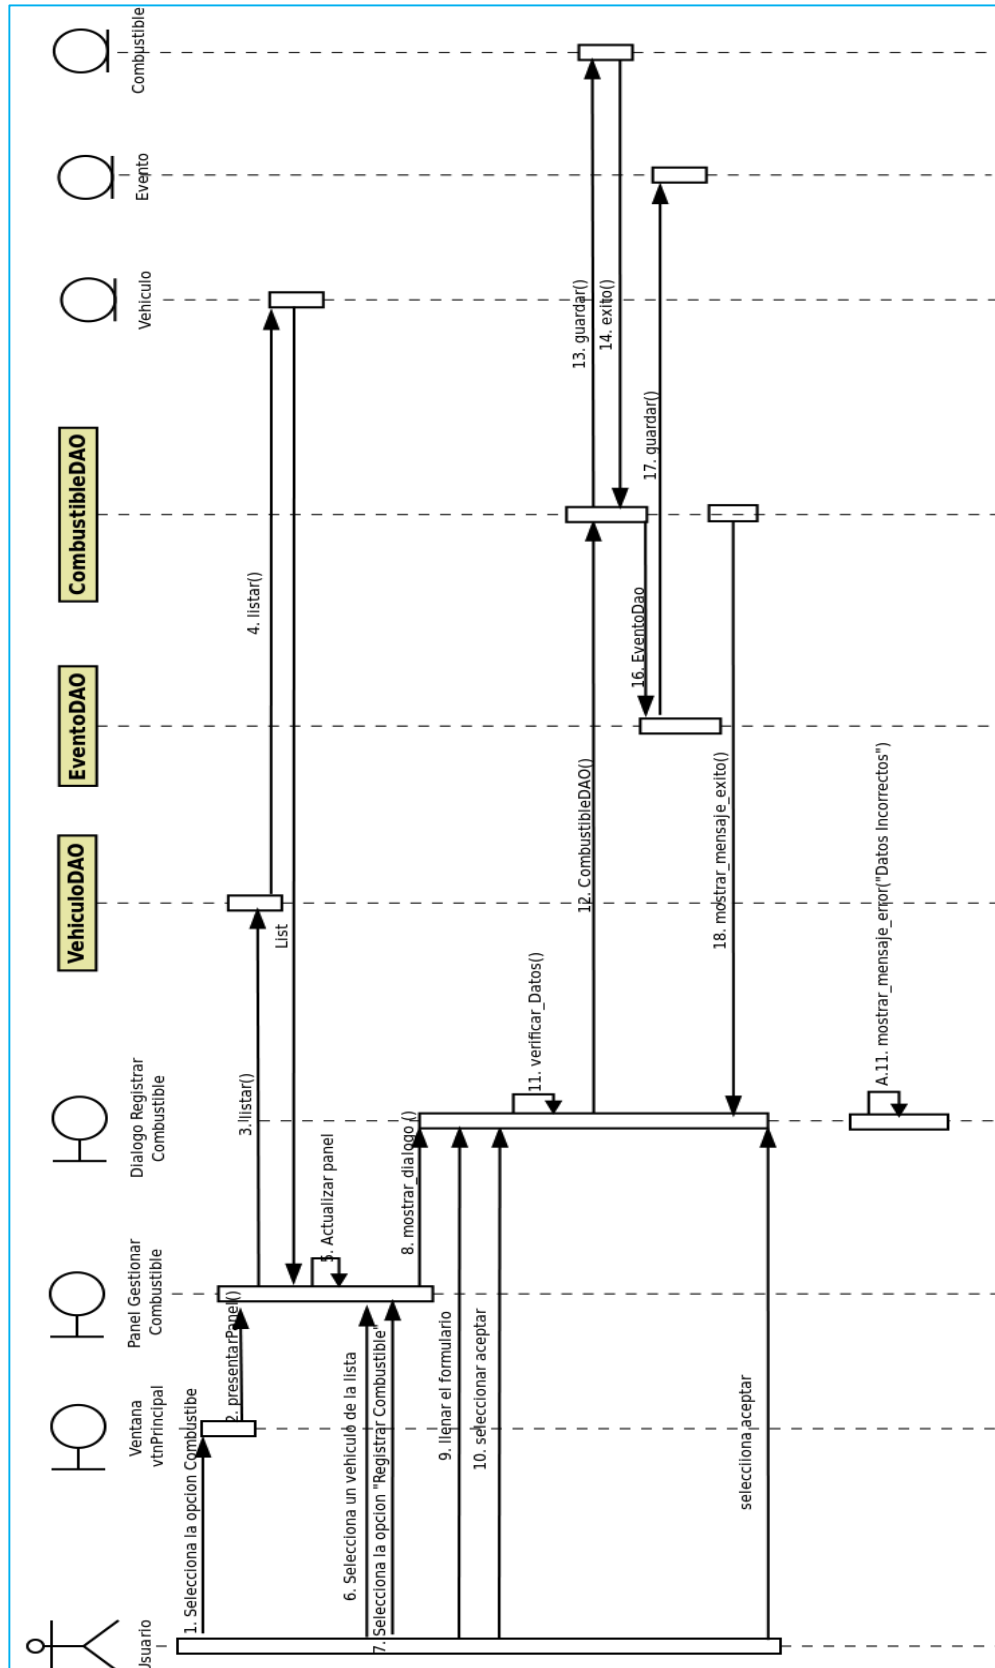 Usuario
Ventana
vtnPrincipal
Panel Gestionar
Combustible
Dialogo Registrar
Combustible
VehiculoDAO
EventoDAO
CombustibleDAO
Vehiculo
Evento
Combustible
1. Selecciona la opcion Combustibe
2. presentarPanel()
3.listar()
4. listar()
List
5. Actualizar panel
6. Selecciona un vehiculo de la lista
7. Selecciona la opcion "Registrar Combustible"
8. mostrar_dialogo ()
9. llenar el formulario
10. seleccionar aceptar
11. verificar_Datos()
12. CombustibleDAO()
13. guardar()
14. exito()
16. EventoDao
17. guardar()
18. mostrar_mensaje_exito()
selecciiona aceptar
A.11. mostrar_mensaje_error("Datos Incorrectos")